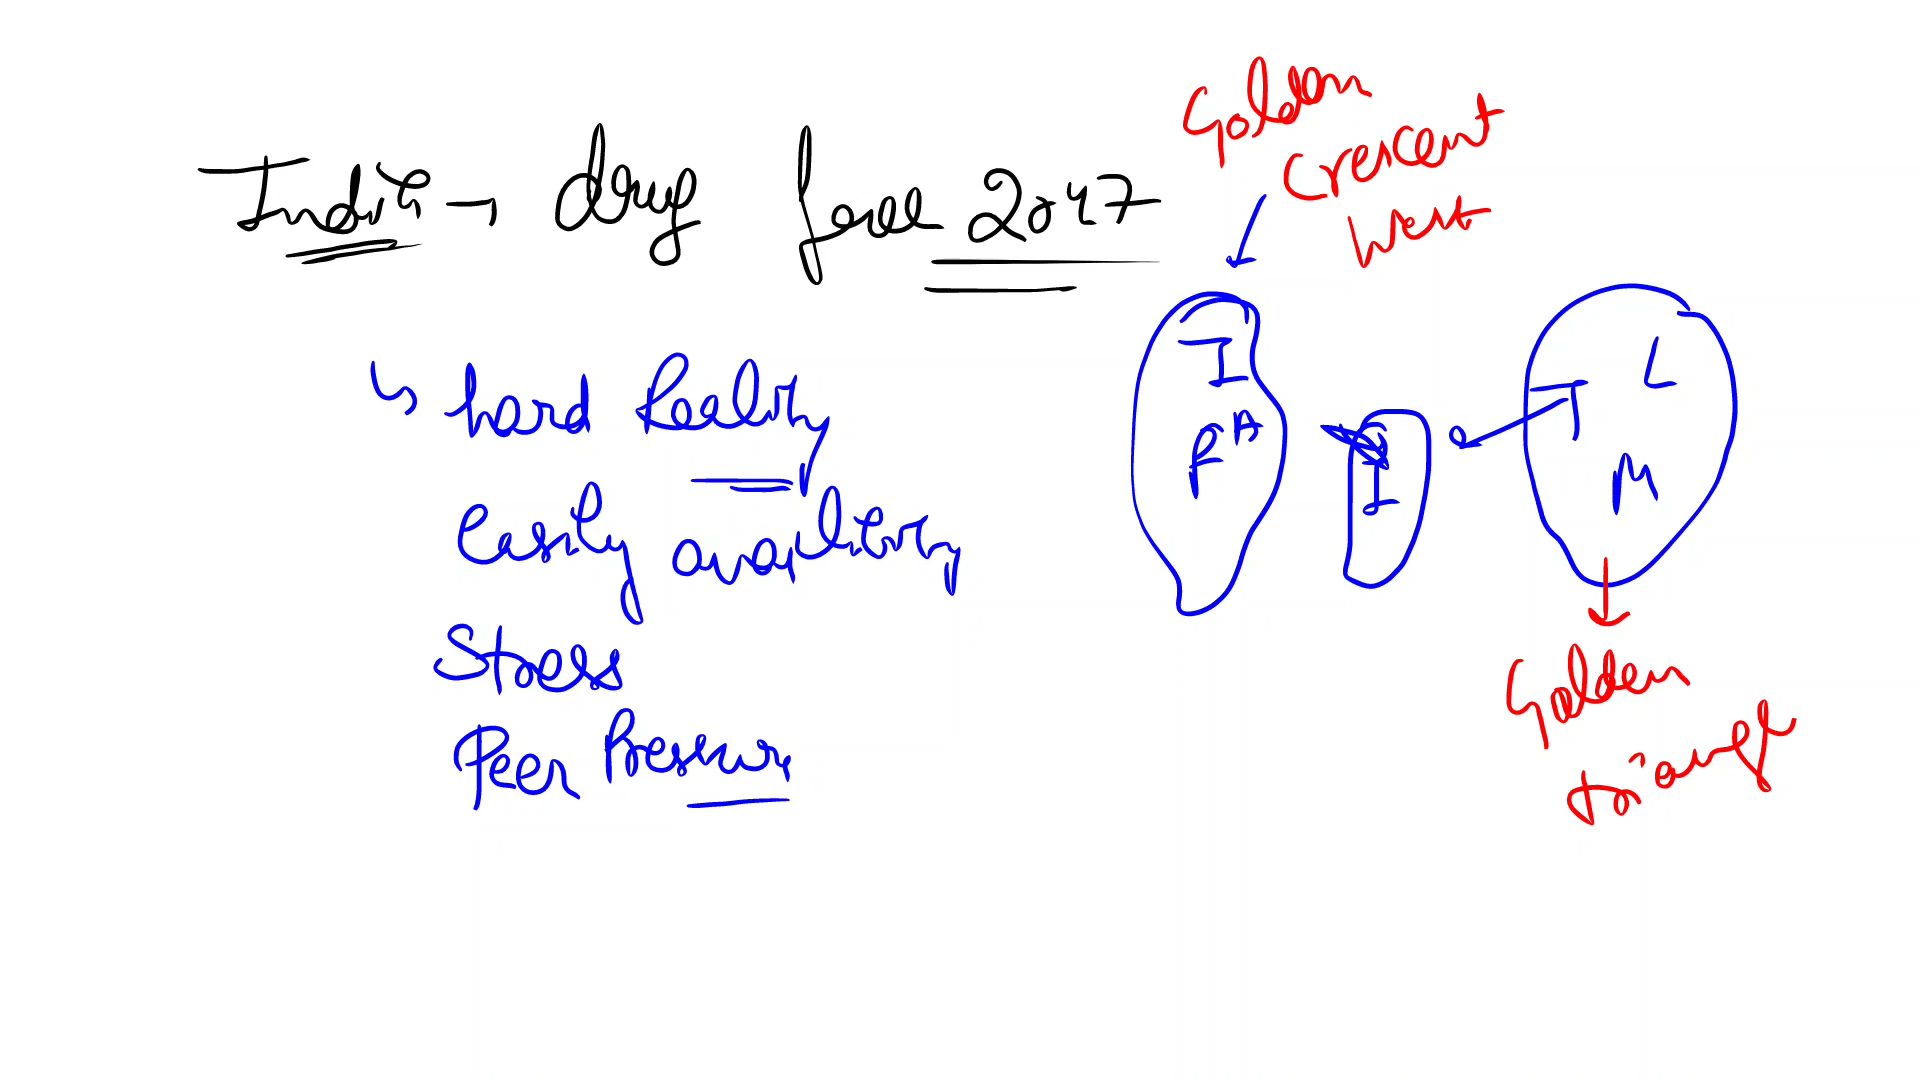 India → drug free 2047
↳ hard Reality
Easily availability
Stress
Peer Pressure
Golden
Crescent
West
I
P A
I
L
T
M
Golden
triangle